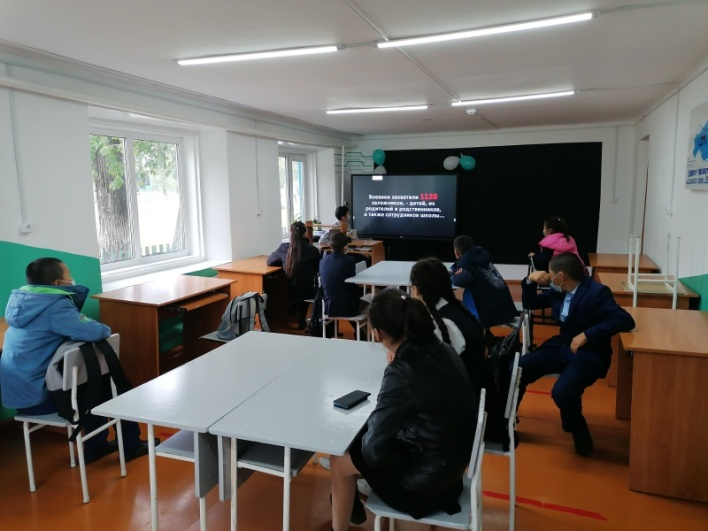 Боевики захватили 1128
заложников, - детей, их
родителей и родственников,
а также сотрудников школы...